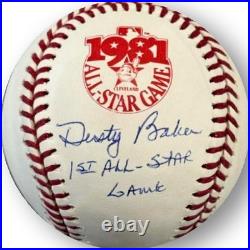 1981
ALL-STAR GAME
CLEVELAND
Dusty Baker
1ST ALL-STAR
GAME